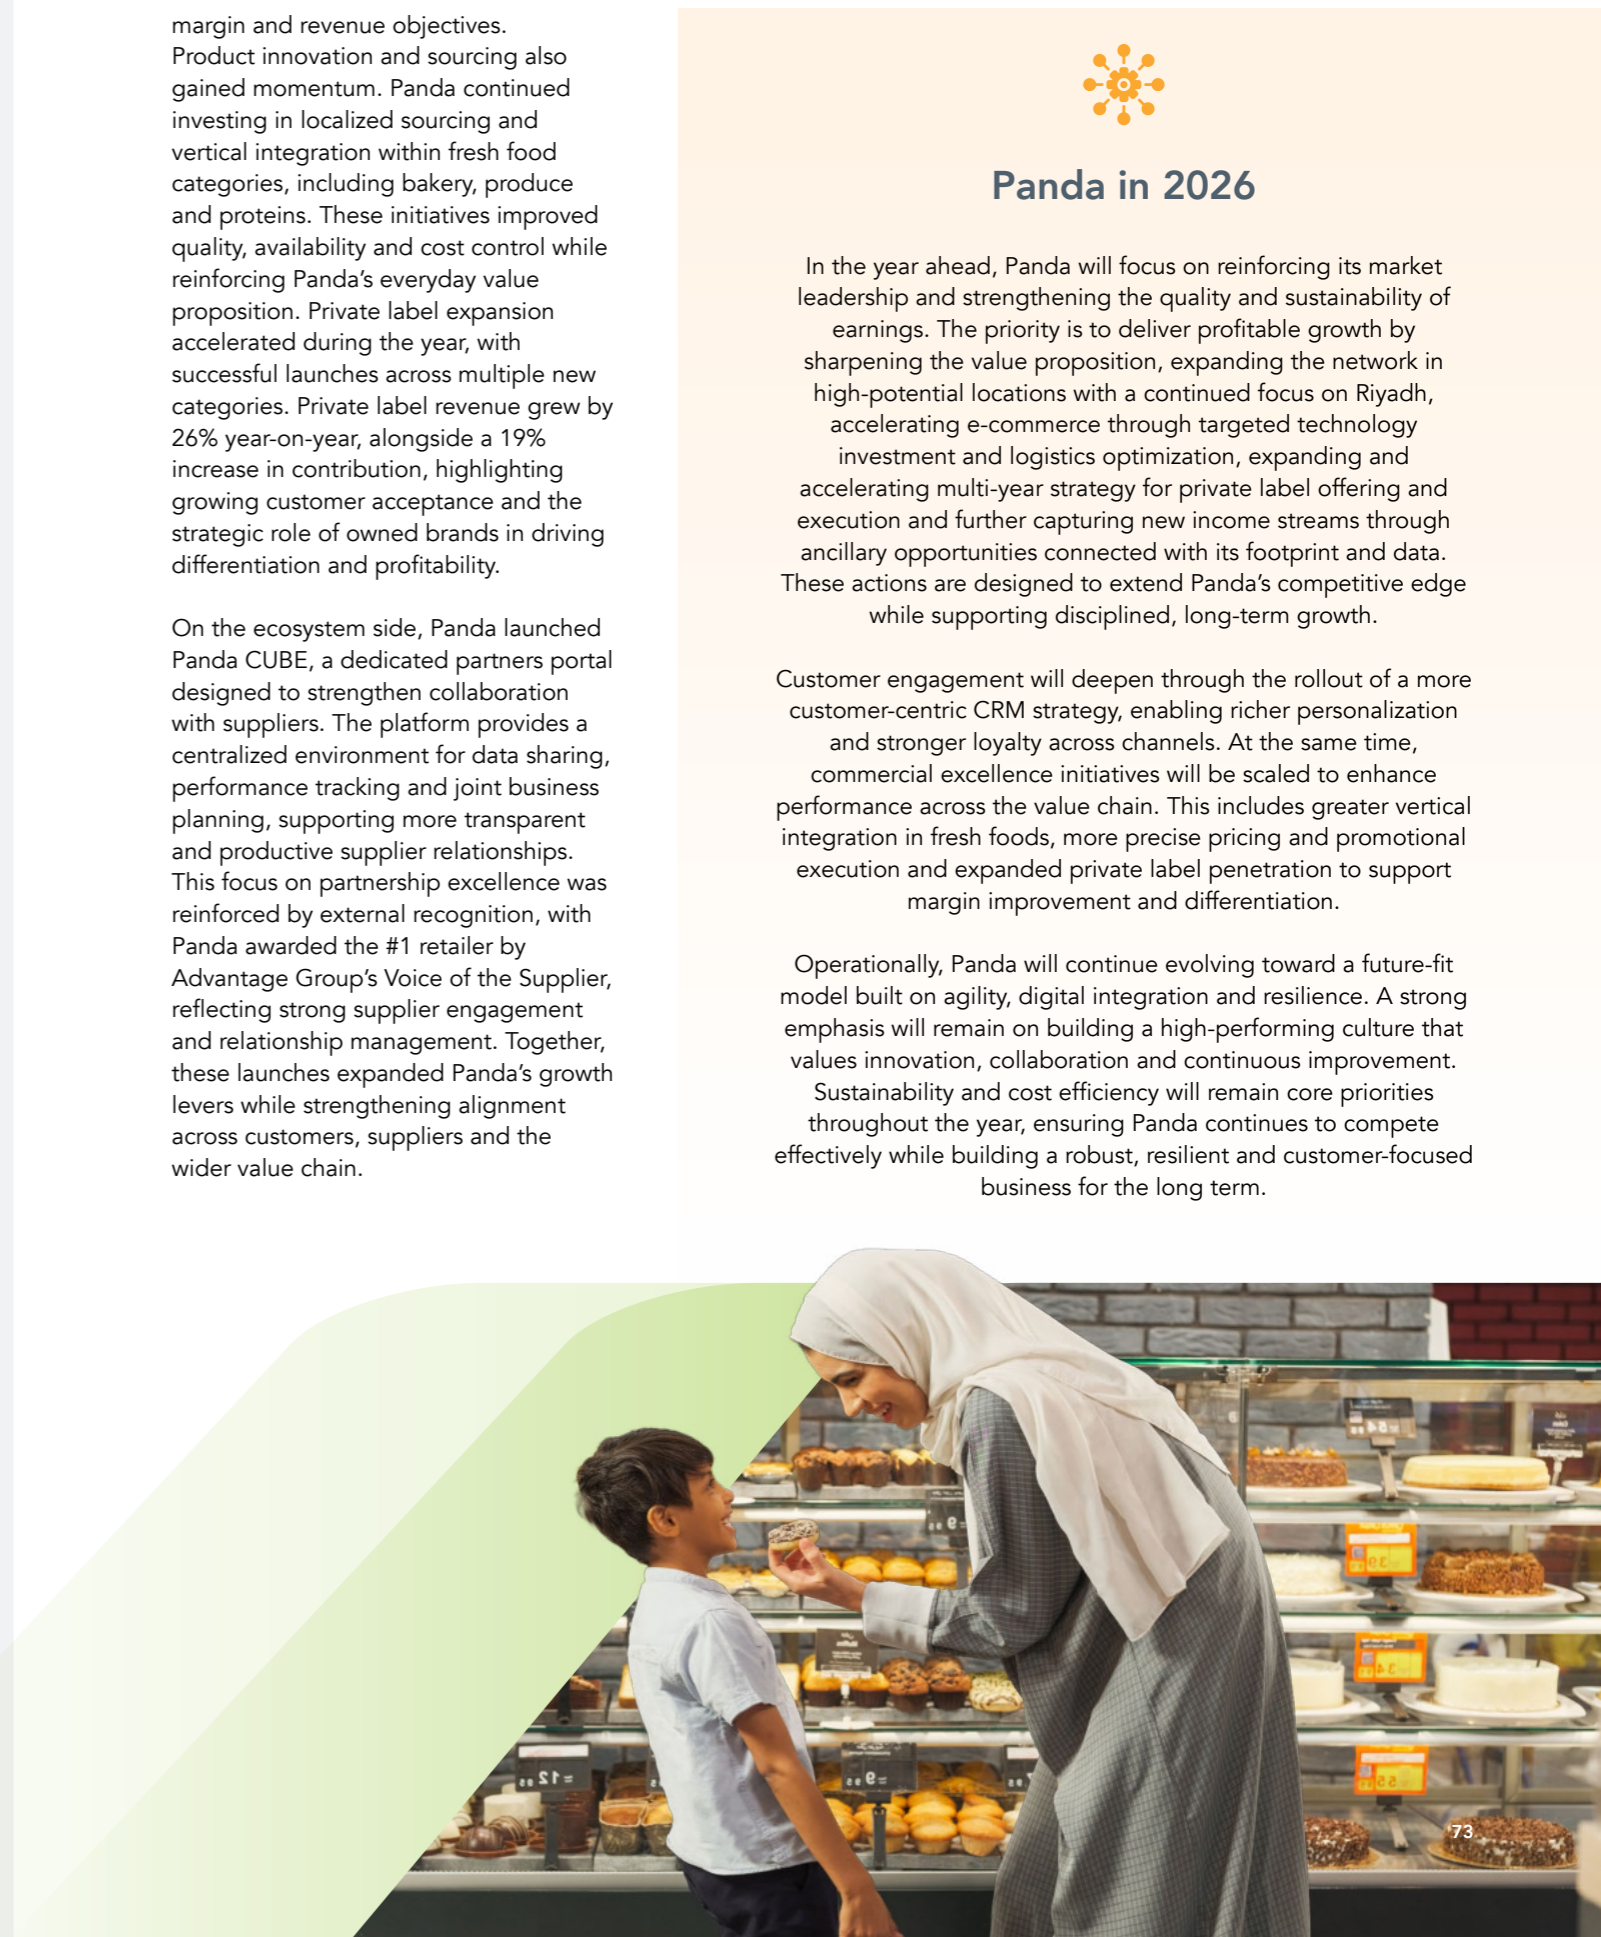 margin and revenue objectives.
Product innovation and sourcing also
gained momentum. Panda continued
investing in localized sourcing and
vertical integration within fresh food
categories, including bakery, produce
and proteins. These initiatives improved
quality, availability and cost control while
reinforcing Panda’s everyday value
proposition. Private label expansion
accelerated during the year, with
successful launches across multiple new
categories. Private label revenue grew by
26% year-on-year, alongside a 19%
increase in contribution, highlighting
growing customer acceptance and the
strategic role of owned brands in driving
differentiation and profitability.
On the ecosystem side, Panda launched
Panda CUBE, a dedicated partners portal
designed to strengthen collaboration
with suppliers. The platform provides a
centralized environment for data sharing,
performance tracking and joint business
planning, supporting more transparent
and productive supplier relationships.
This focus on partnership excellence was
reinforced by external recognition, with
Panda awarded the #1 retailer by
Advantage Group’s Voice of the Supplier,
reflecting strong supplier engagement
and relationship management. Together,
these launches expanded Panda’s growth
levers while strengthening alignment
across customers, suppliers and the
wider value chain.
Panda in 2026
In the year ahead, Panda will focus on reinforcing its market
leadership and strengthening the quality and sustainability of
earnings. The priority is to deliver profitable growth by
sharpening the value proposition, expanding the network in
high-potential locations with a continued focus on Riyadh,
accelerating e-commerce through targeted technology
investment and logistics optimization, expanding and
accelerating multi-year strategy for private label offering and
execution and further capturing new income streams through
ancillary opportunities connected with its footprint and data.
These actions are designed to extend Panda’s competitive edge
while supporting disciplined, long-term growth.
Customer engagement will deepen through the rollout of a more
customer-centric CRM strategy, enabling richer personalization
and stronger loyalty across channels. At the same time,
commercial excellence initiatives will be scaled to enhance
performance across the value chain. This includes greater vertical
integration in fresh foods, more precise pricing and promotional
execution and expanded private label penetration to support
margin improvement and differentiation.
Operationally, Panda will continue evolving toward a future-fit
model built on agility, digital integration and resilience. A strong
emphasis will remain on building a high-performing culture that
values innovation, collaboration and continuous improvement.
Sustainability and cost efficiency will remain core priorities
throughout the year, ensuring Panda continues to compete
effectively while building a robust, resilient and customer-focused
business for the long term.
73